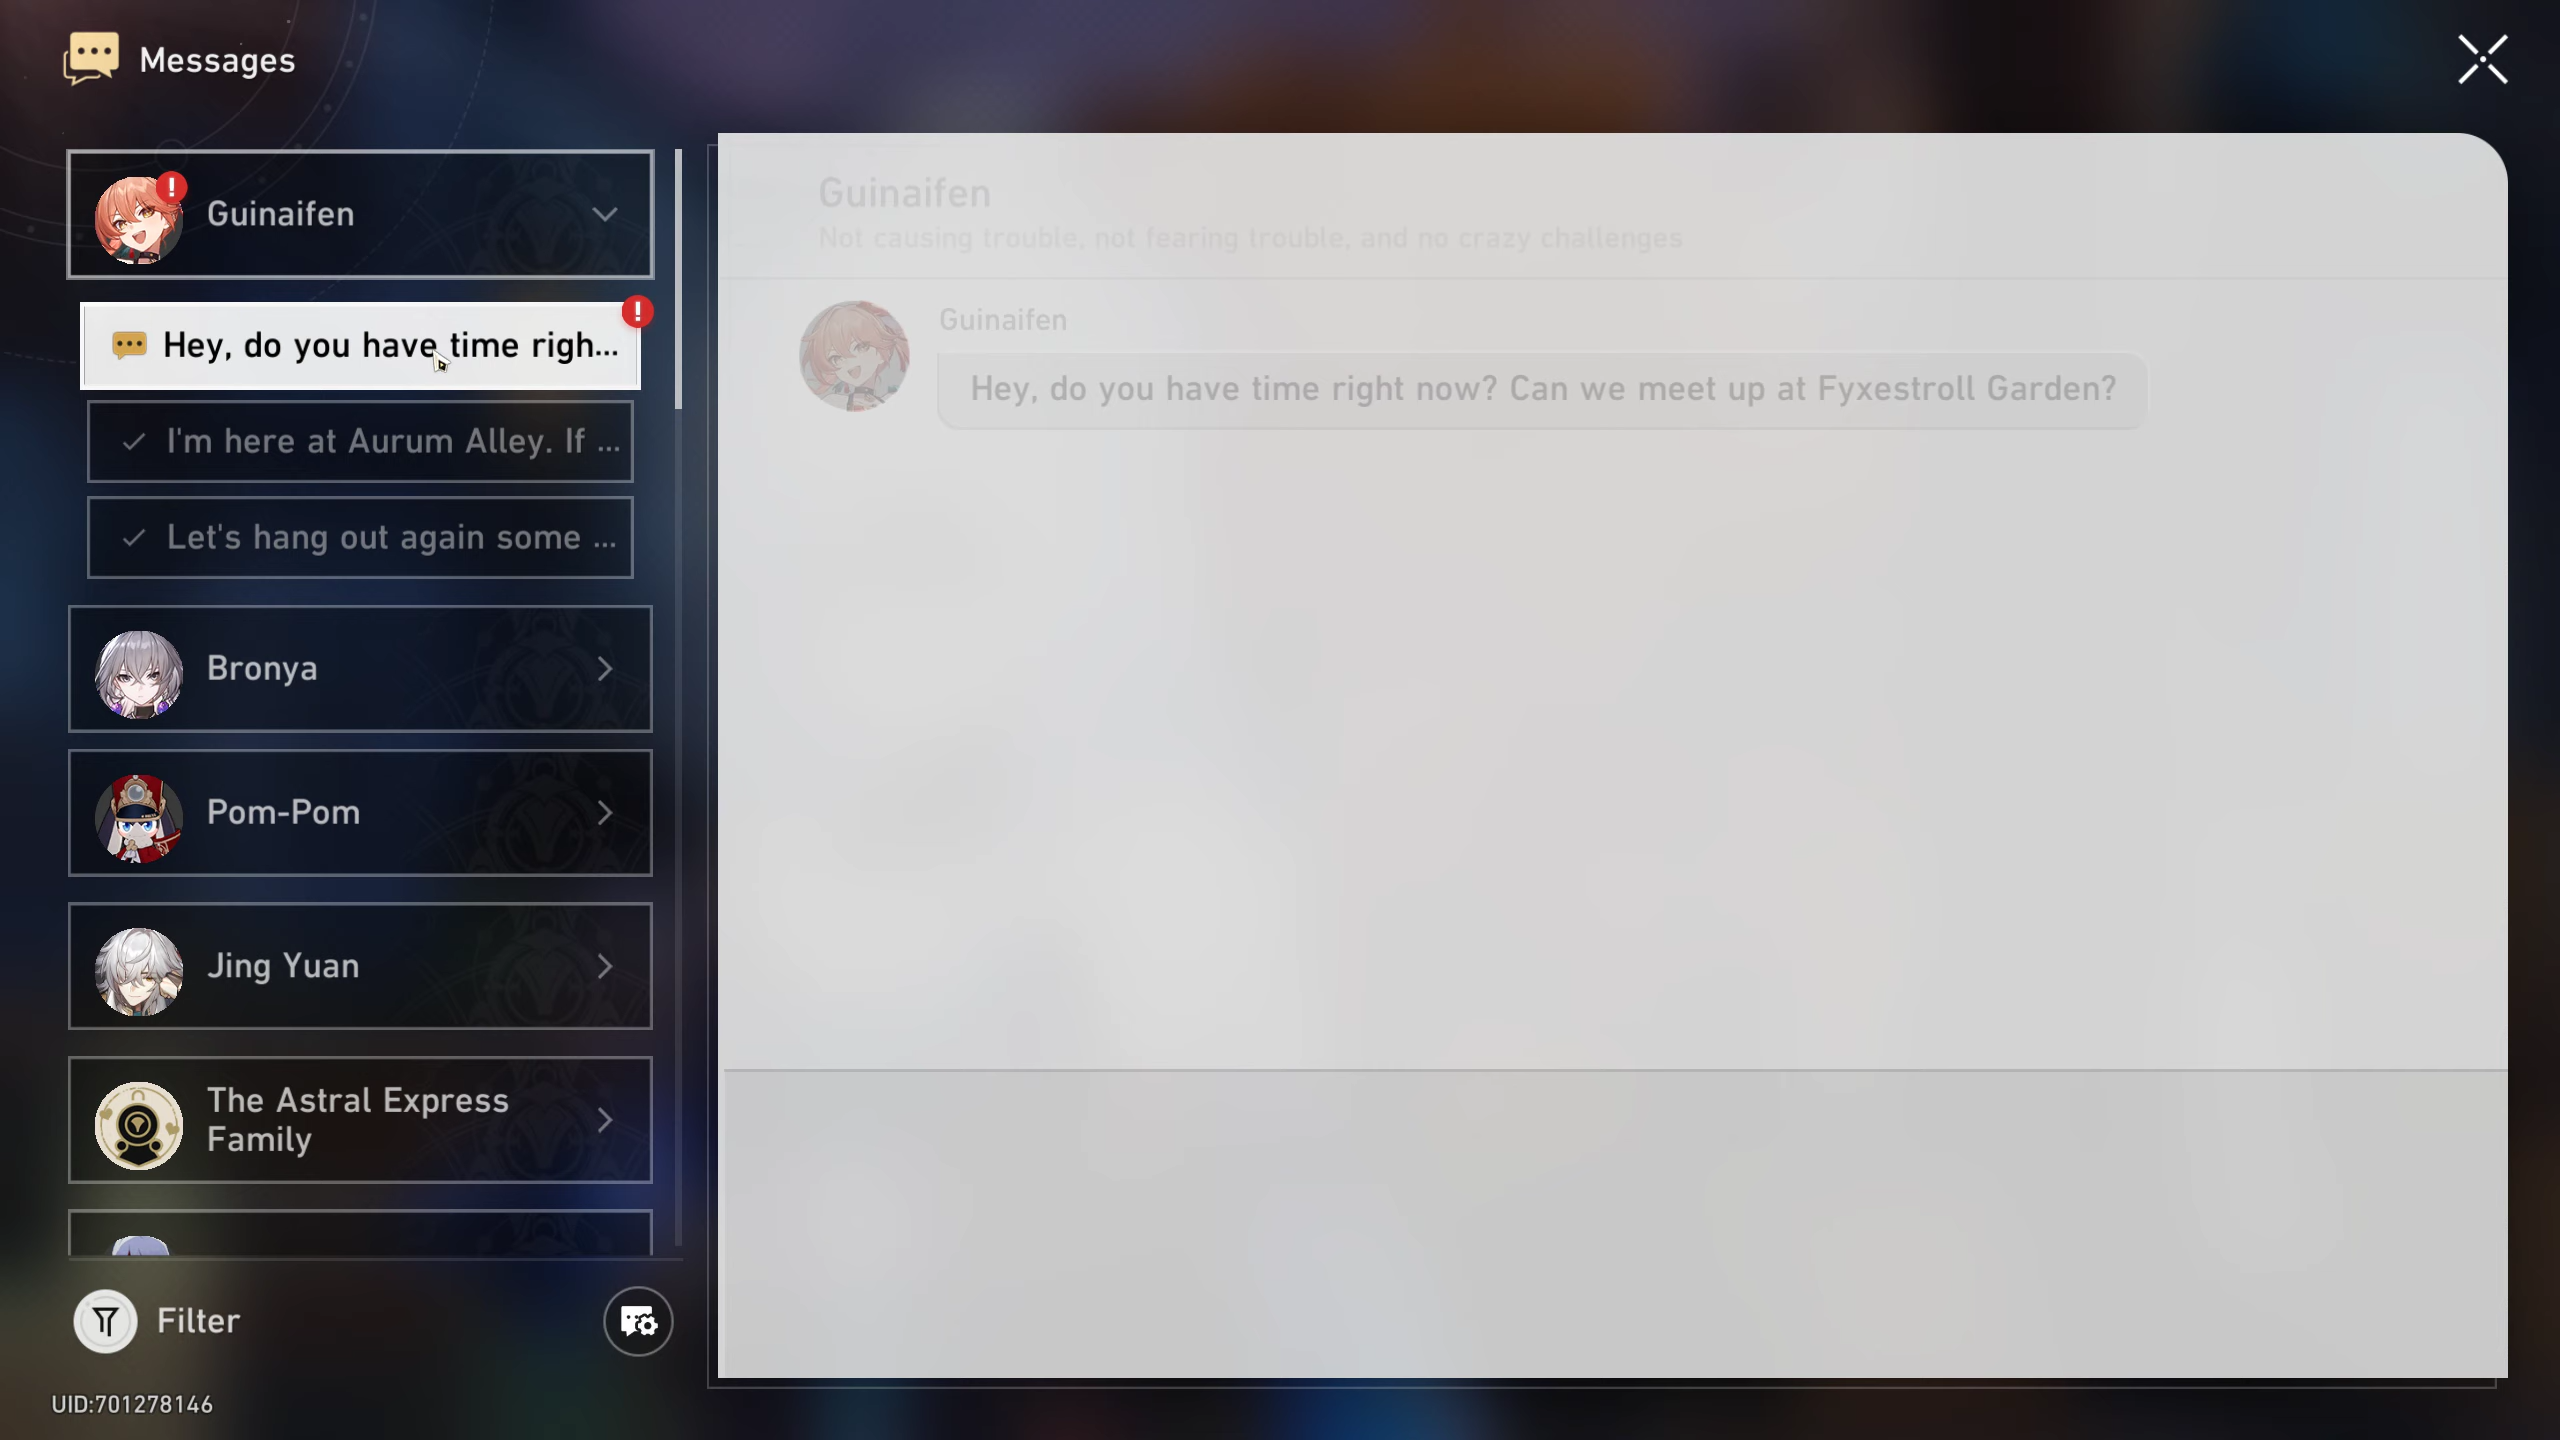 Messages
Guinaifen
Hey, do you have time righ...
I'm here at Aurum Alley. If ...
Let's hang out again some ...
Bronya
Pom-Pom
Jing Yuan
The Astral Express
Family
Filter
UID:701278146
Guinaifen
Not causing trouble, not fearing trouble, and no crazy challenges
Guinaifen
Hey, do you have time right now? Can we meet up at Fyxestroll Garden?